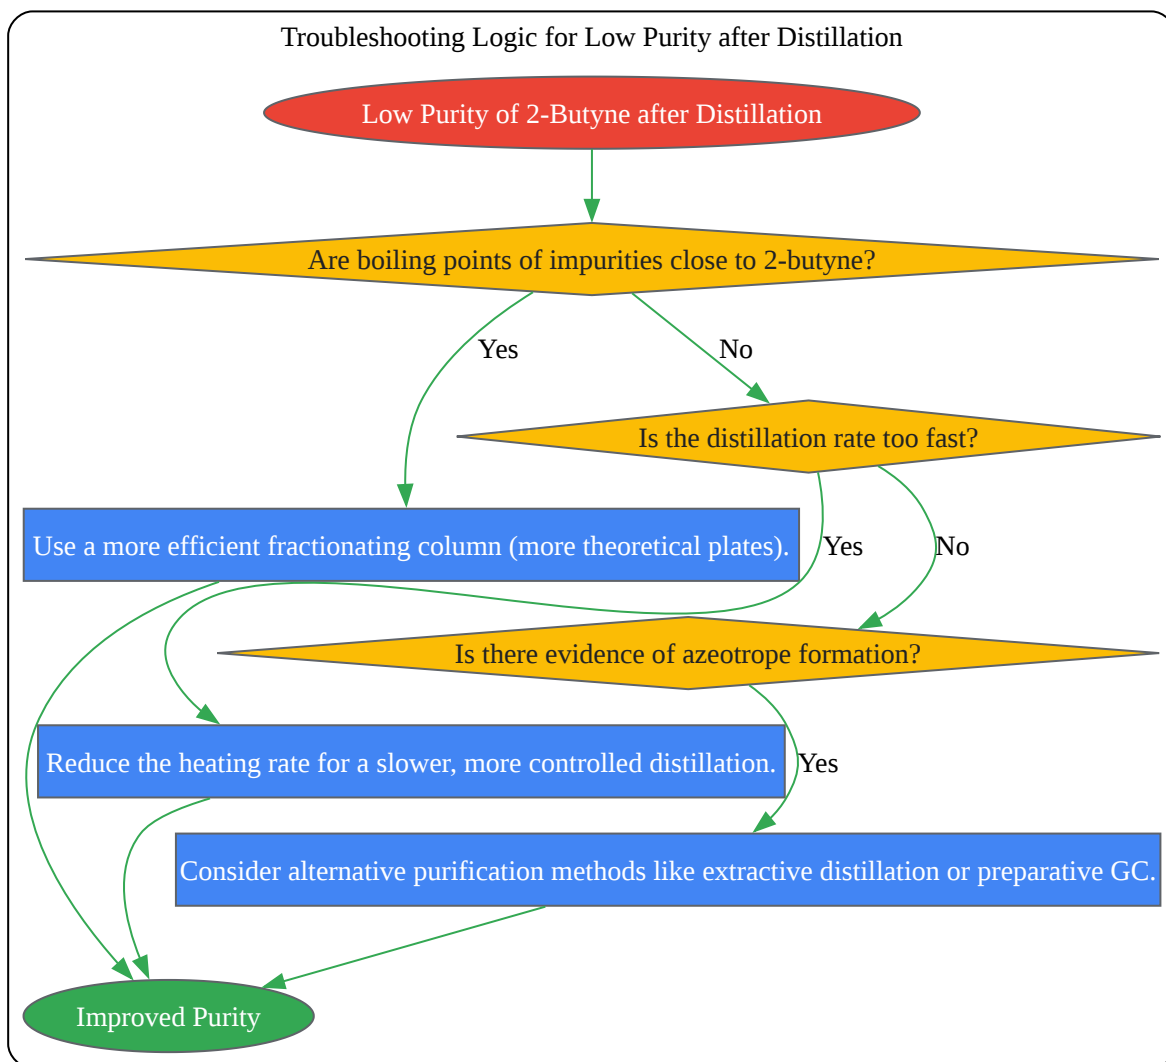 Troubleshooting Logic for Low Purity after Distillation
Low Purity of 2-Butyne after Distillation
Are boiling points of impurities close to 2-butyne?
Yes
No
Is the distillation rate too fast?
Use a more efficient fractionating column (more theoretical plates).
Yes
No
Is there evidence of azeotrope formation?
Reduce the heating rate for a slower, more controlled distillation.
Yes
Consider alternative purification methods like extractive distillation or preparative GC.
Improved Purity